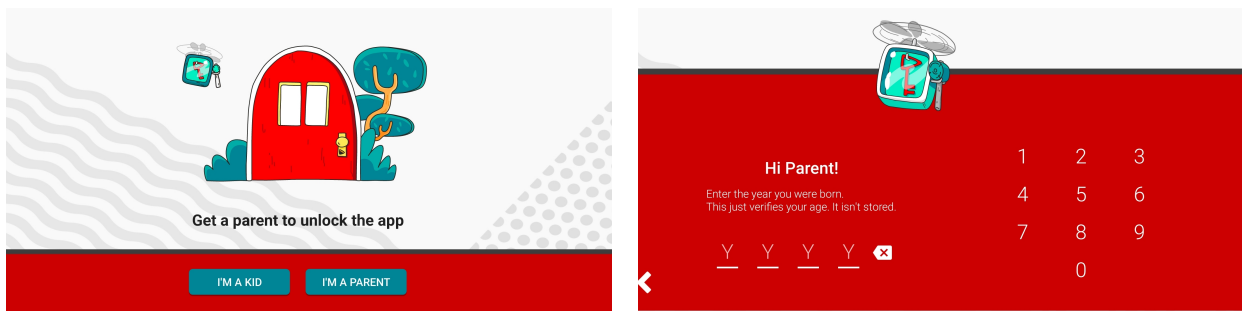 Get a parent to unlock the app
I'M A KID
I'M A PARENT
Hi Parent!
Enter the year you were born.
This just verifies your age. It isn't stored.
Y Y Y Y
1 2 3
4 5 6
7 8 9
0